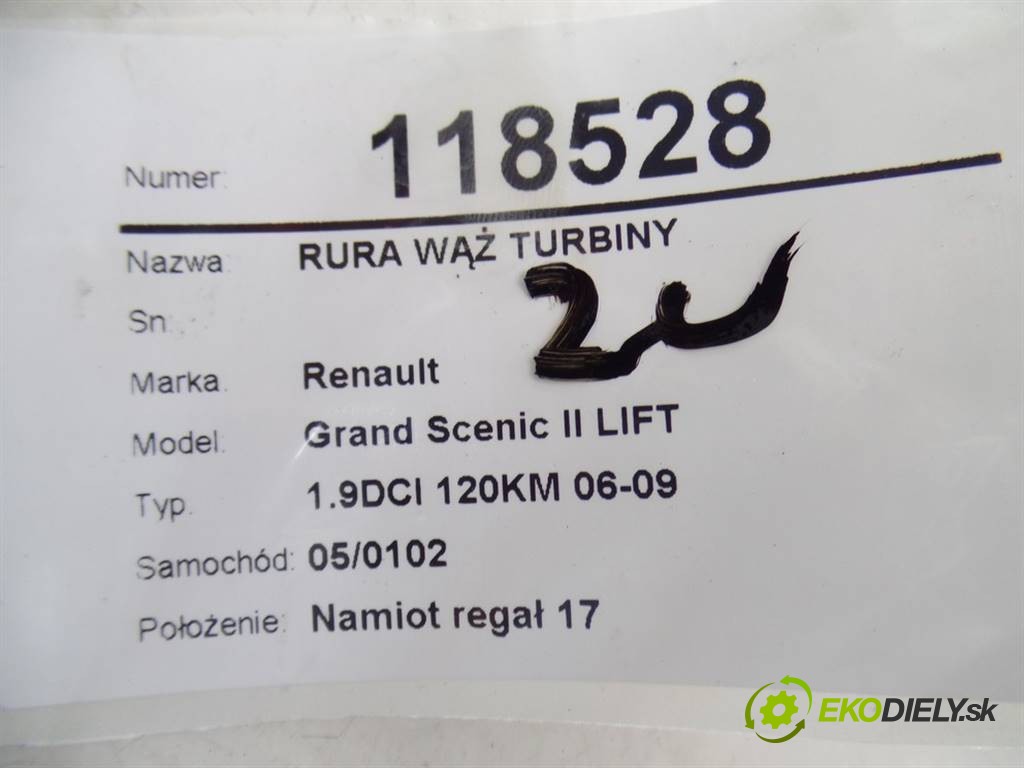 Numer: 118528
Nazwa: RURA WĄŻ TURBINY
Sn:
Marka: Renault
Model: Grand Scenic II LIFT
Typ: 1.9DCI 120KM 06-09
Samochód: 05/0102
Położenie: Namiot regał 17
EKODIELY.sk